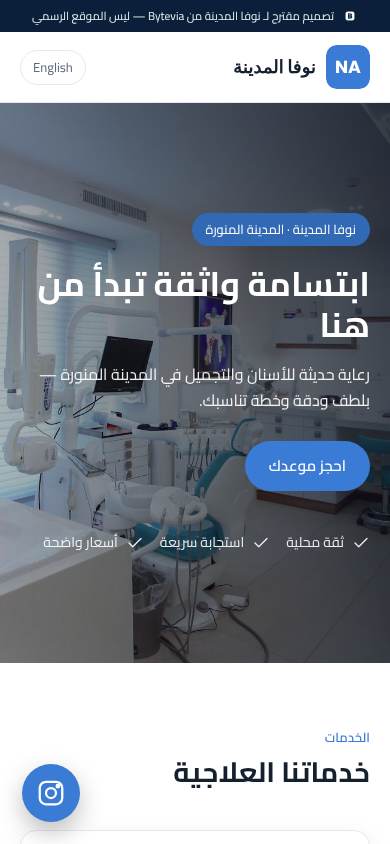 تصميم مقترح لـ نوفا المدينة من Bytevia — ليس الموقع الرسمي
NA
نوفا المدينة
English
نوفا المدينة · المدينة المنورة
ابتسامة واثقة تبدأ من
هنا
رعاية حديثة للأسنان والتجميل في المدينة المنورة —
بلطف ودقة وخطة تناسبك.
احجز موعدك
ثقة محلية
استجابة سريعة
أسعار واضحة
الخدمات
خدماتنا العلاجية